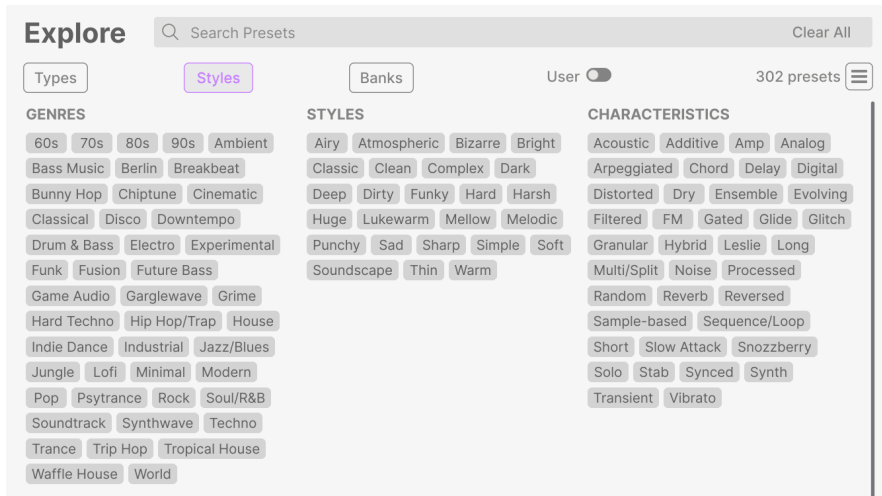 Explore
Search Presets
Clear All
Types
Styles
Banks
User
302 presets
GENRES
60s 70s 80s 90s Ambient
Bass Music Berlin Breakbeat
Bunny Hop Chiptune Cinematic
Classical Disco Downtempo
Drum & Bass Electro Experimental
Funk Fusion Future Bass
Game Audio Garglewave Grime
Hard Techno Hip Hop/Trap House
Indie Dance Industrial Jazz/Blues
Jungle Lofi Minimal Modern
Pop Psytrance Rock Soul/R&B
Soundtrack Synthwave Techno
Trance Trip Hop Tropical House
Waffle House World
STYLES
Airy Atmospheric Bizarre Bright
Classic Clean Complex Dark
Deep Dirty Funky Hard Harsh
Huge Lukewarm Mellow Melodic
Punchy Sad Sharp Simple Soft
Soundscape Thin Warm
CHARACTERISTICS
Acoustic Additive Amp Analog
Arpeggiated Chord Delay Digital
Distorted Dry Ensemble Evolving
Filtered FM Gated Glide Glitch
Granular Hybrid Leslie Long
Multi/Split Noise Processed
Random Reverb Reversed
Sample-based Sequence/Loop
Short Slow Attack Snozzberry
Solo Stab Synced Synth
Transient Vibrato